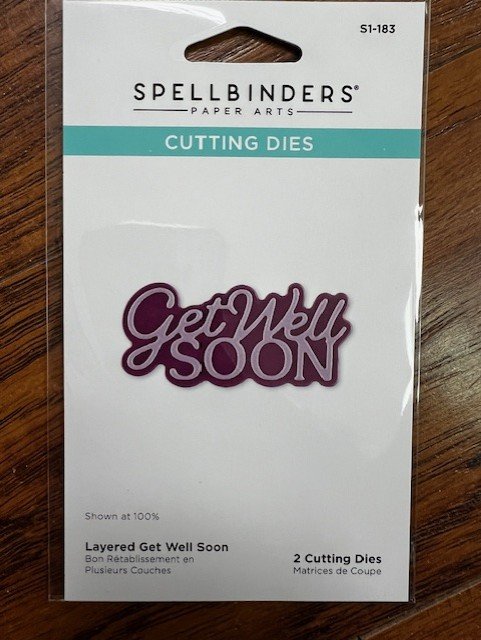 S1-183
SPELLBINDERS®
PAPER ARTS
CUTTING DIES
Get Well
SOON
Shown at 100%
Layered Get Well Soon
Bon Rétablissement en
Plusieurs Couches
2 Cutting Dies
Matrices de Coupe